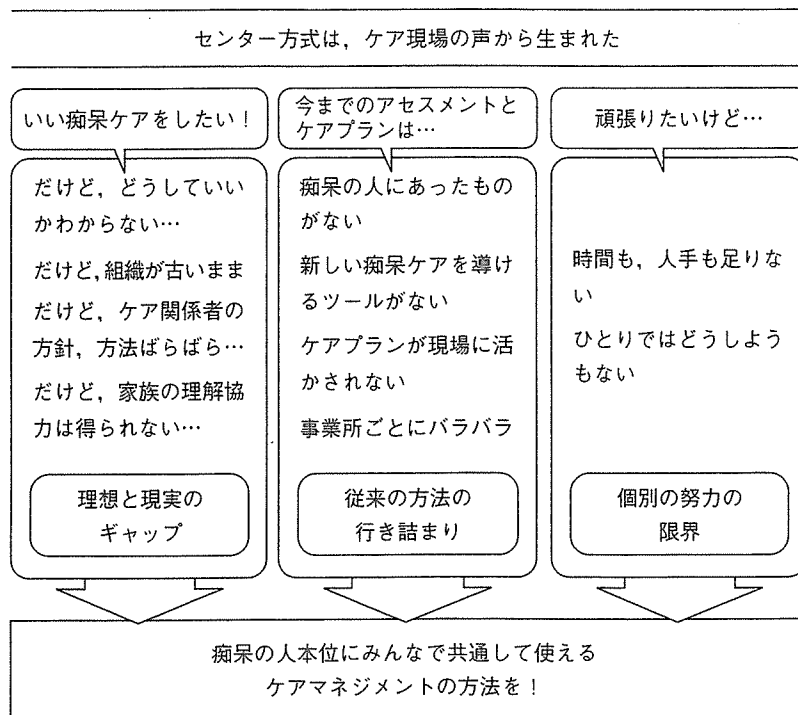 センター方式は，ケア現場の声から生まれた
いい痴呆ケアをしたい！
だけど，どうしていい
かわからない…
だけど，組織が古いまま
だけど，ケア関係者の
方針，方法ばらばら…
だけど，家族の理解協
力は得られない…
理想と現実の
ギャップ
今までのアセスメントと
ケアプランは…
痴呆の人にあったもの
がない
新しい痴呆ケアを導け
るツールがない
ケアプランが現場に活
かされない
事業所ごとにバラバラ
従来の方法の
行き詰まり
頑張りたいけど…
時間も，人手も足りな
い
ひとりではどうしよう
もない
個別の努力の
限界
痴呆の人本位にみんなで共通して使える
ケアマネジメントの方法を！